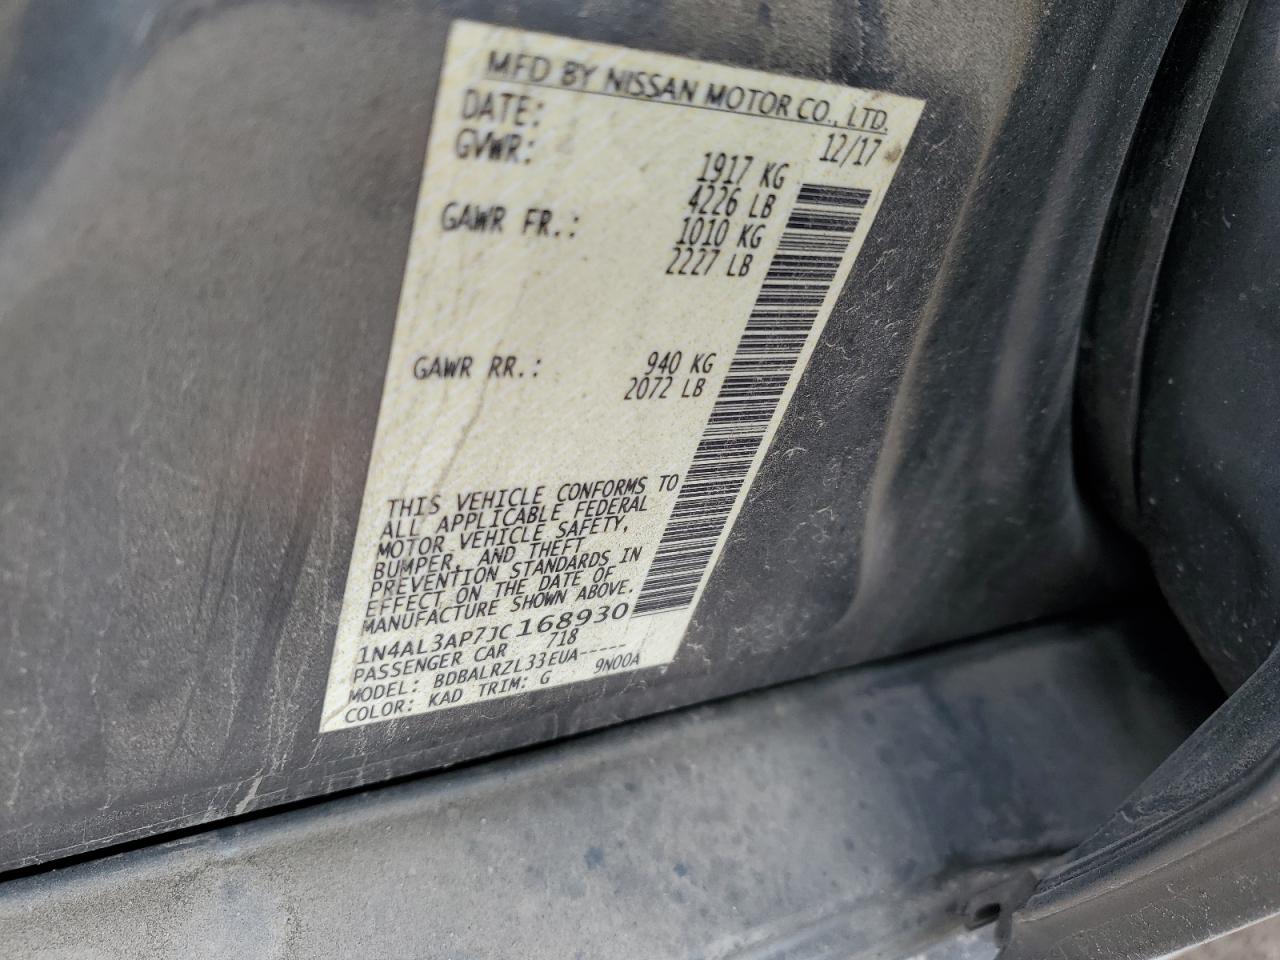 MFD BY NISSAN MOTOR CO., LTD.
DATE: 12/17
GVWR: 1917 KG
4226 LB
GAWR FR.: 1010 KG
2227 LB
GAWR RR.: 940 KG
2072 LB
THIS VEHICLE CONFORMS TO
ALL APPLICABLE FEDERAL
MOTOR VEHICLE SAFETY,
BUMPER, AND THEFT
PREVENTION STANDARDS IN
EFFECT ON THE DATE OF
MANUFACTURE SHOWN ABOVE.
1N4AL3AP7JC168930
PASSENGER CAR 718
MODEL: BDBALRZL33EUA-----
COLOR: KAD TRIM: G 9N00A